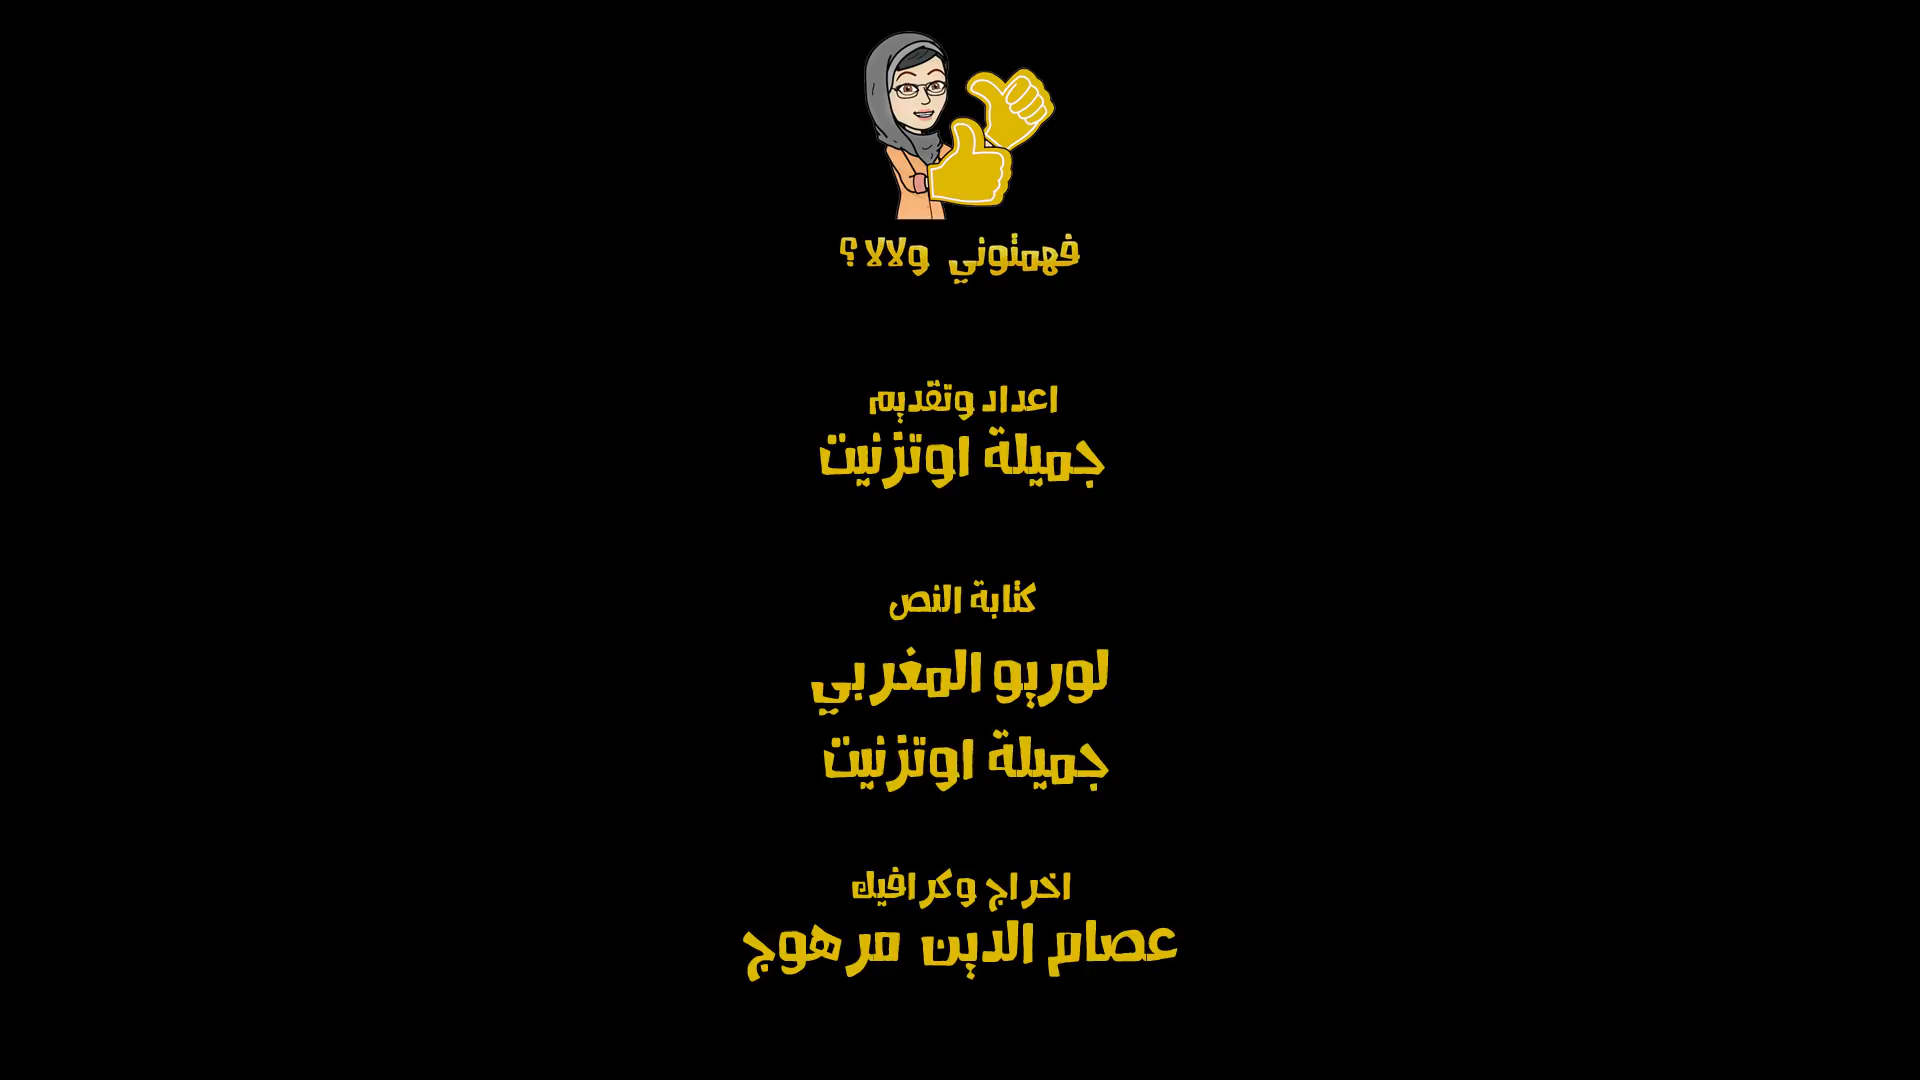 فهمتوني ولالا ؟
اعداد وتقديم
جميلة اوتزنيت
كتابة النص
لوريو المغربي
جميلة اوتزنيت
اخراج وكرافيك
عصام الدين مرهوج